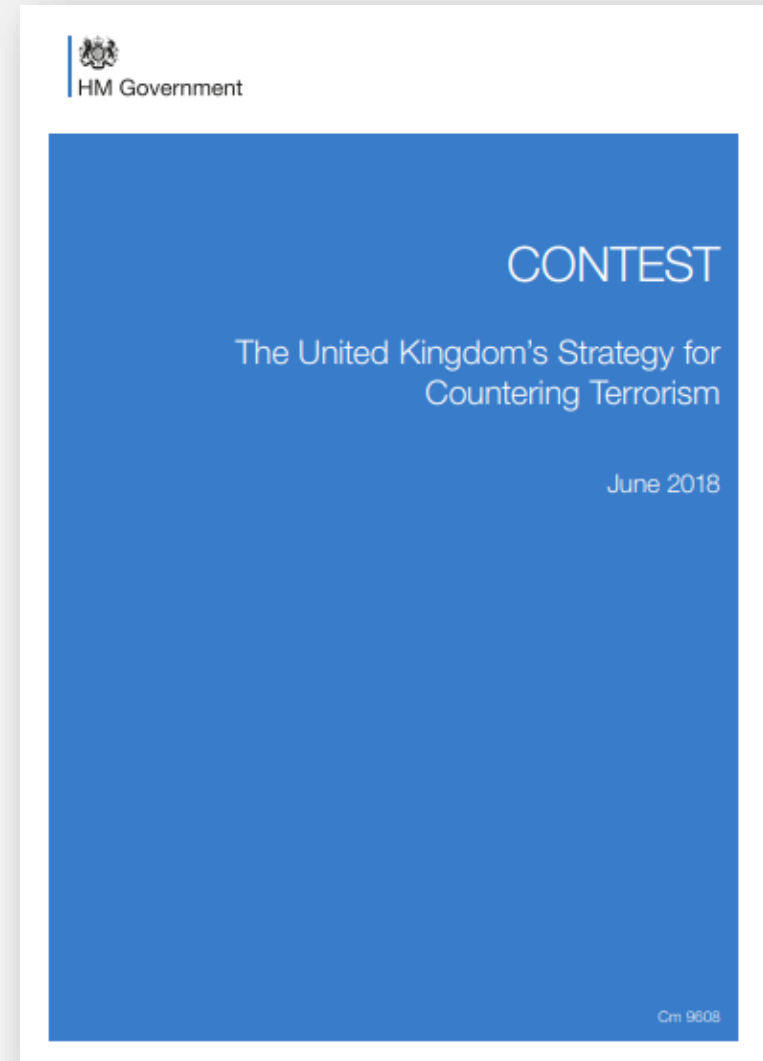 HM Government
CONTEST
The United Kingdom's Strategy for
Countering Terrorism
June 2018
Cm 9608